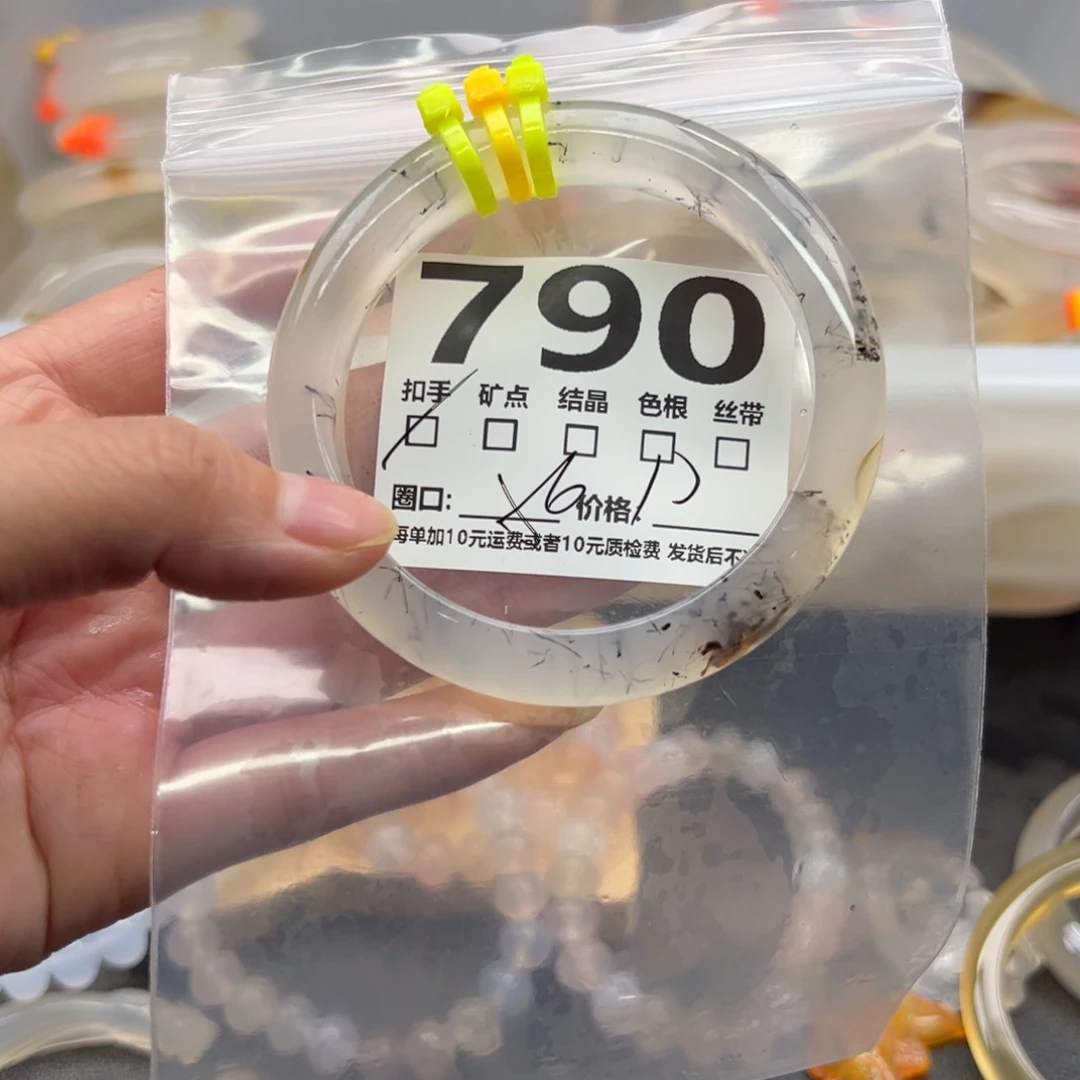 790
扣手 矿点 结晶 色根 丝带
圈口: 价格:
每单加10元运费或者10元质检费 发货后不